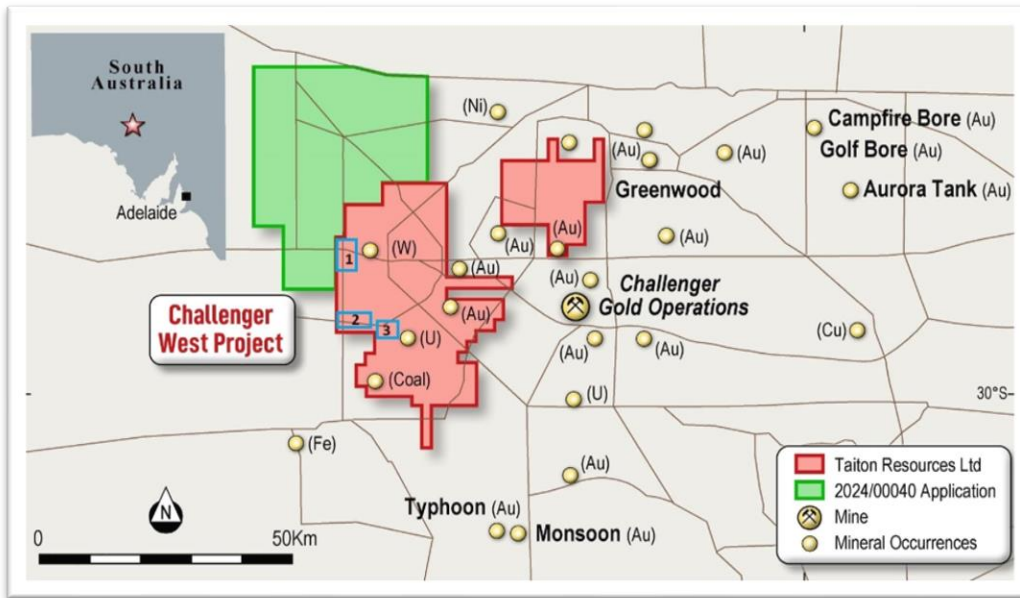 South
Australia
Adelaide
(Ni)
(Au)
(Au)
Campfire Bore (Au)
Golf Bore (Au)
Greenwood
Aurora Tank (Au)
1
(W)
(Au)
(Au)
(Au)
(Au)
(Au)
Challenger
Gold Operations
Challenger
West Project
2
3
(Au)
(U)
(Au)
(Au)
(Cu)
(Coal)
(U)
30°S
(Fe)
(Au)
N
Typhoon (Au)
Monsoon (Au)
0
50Km
Taiton Resources Ltd
2024/00040 Application
Mine
Mineral Occurrences